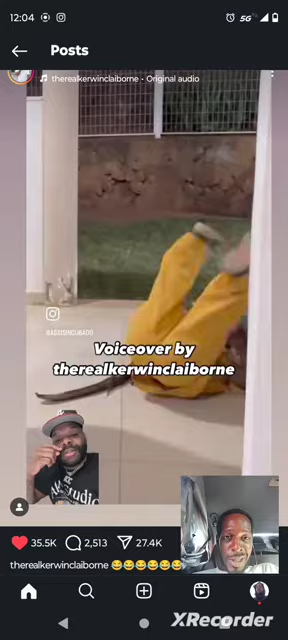 12:04
5G
Posts
therealkerwinclaiborne • Original audio
Voiceover by
therealkerwinclaiborne
35.5K
2,513
27.4K
therealkerwinclaiborne 😂😂😂😂😂😂
XRecorder